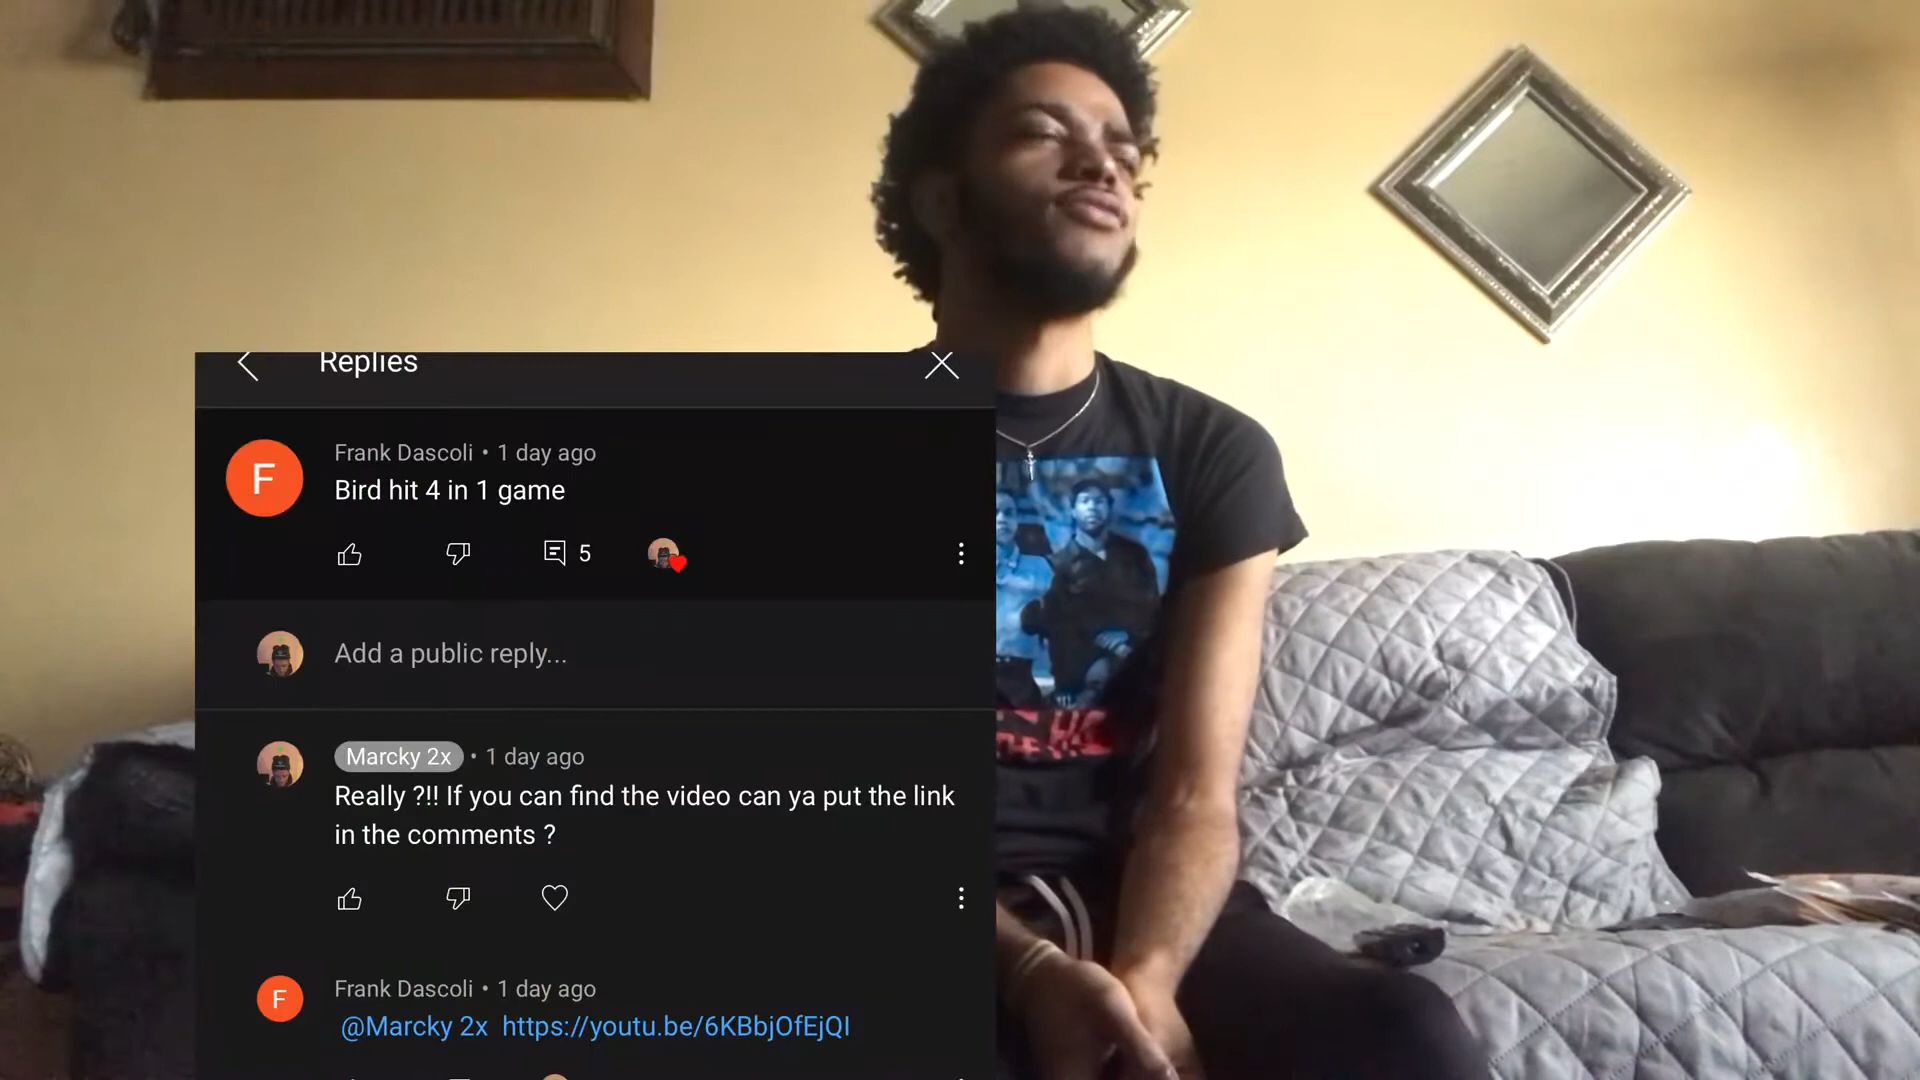 Replies
Frank Dascoli • 1 day ago
F
Bird hit 4 in 1 game
5
Add a public reply...
Marcky 2x • 1 day ago
Really ?!! If you can find the video can ya put the link
in the comments ?
F
Frank Dascoli • 1 day ago
@Marcky 2x https://youtu.be/6KBbjOfEjQI